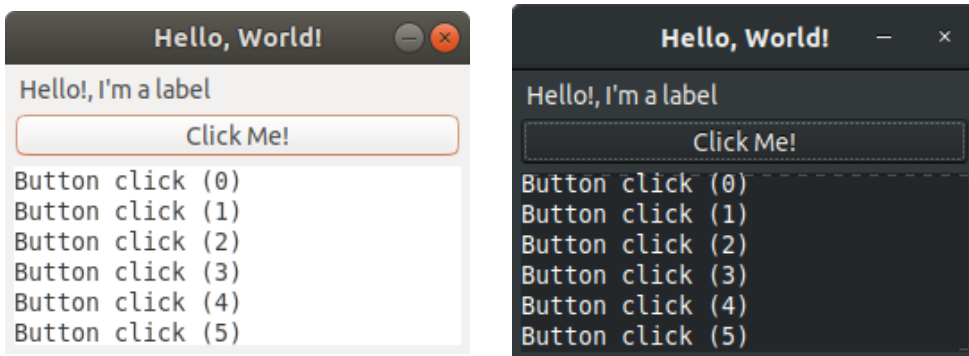 Hello, World!
Hello!, I'm a label
Click Me!
Button click (0)
Button click (1)
Button click (2)
Button click (3)
Button click (4)
Button click (5)
Hello, World!
Hello!, I'm a label
Click Me!
Button click (0)
Button click (1)
Button click (2)
Button click (3)
Button click (4)
Button click (5)